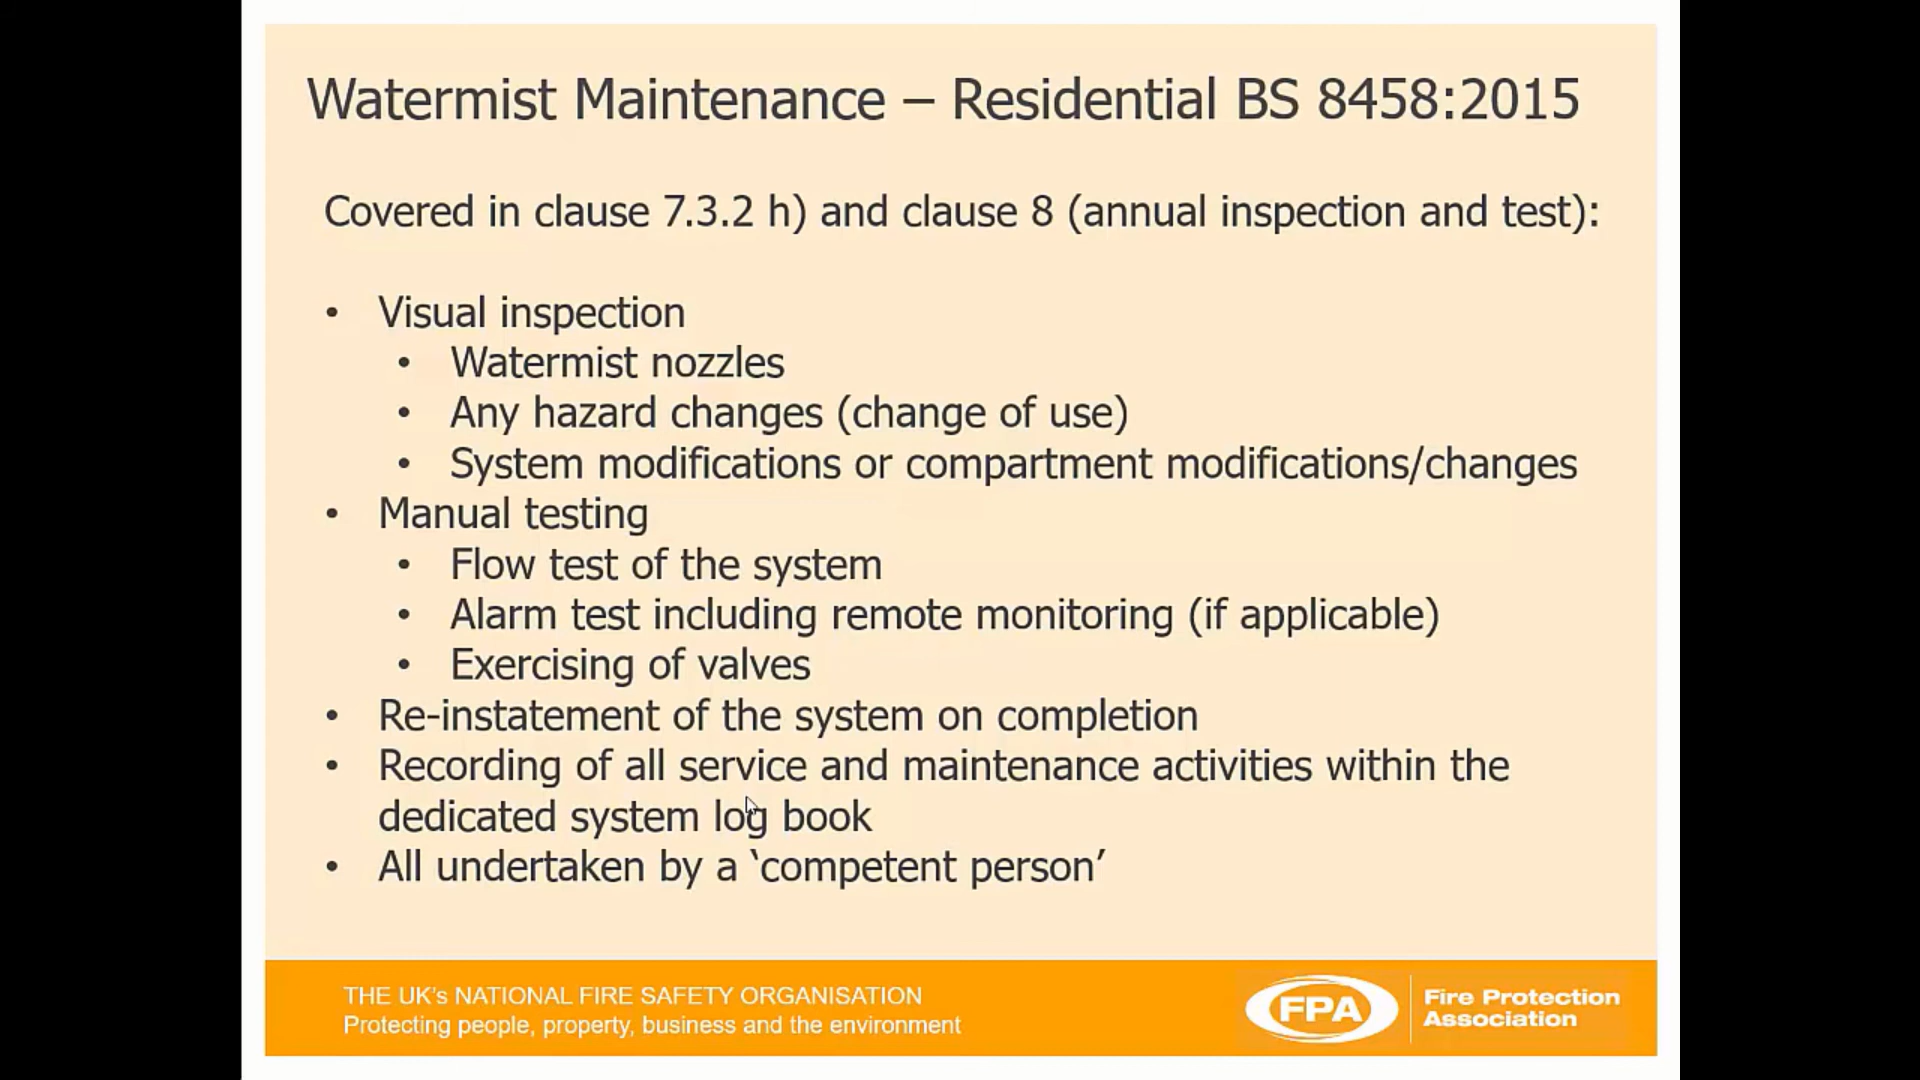 Watermist Maintenance – Residential BS 8458:2015
Covered in clause 7.3.2 h) and clause 8 (annual inspection and test):
• Visual inspection
• Watermist nozzles
• Any hazard changes (change of use)
• System modifications or compartment modifications/changes
• Manual testing
• Flow test of the system
• Alarm test including remote monitoring (if applicable)
• Exercising of valves
• Re-instatement of the system on completion
• Recording of all service and maintenance activities within the
dedicated system log book
• All undertaken by a ‘competent person’
THE UK's NATIONAL FIRE SAFETY ORGANISATION
Protecting people, property, business and the environment
FPA
Fire Protection
Association